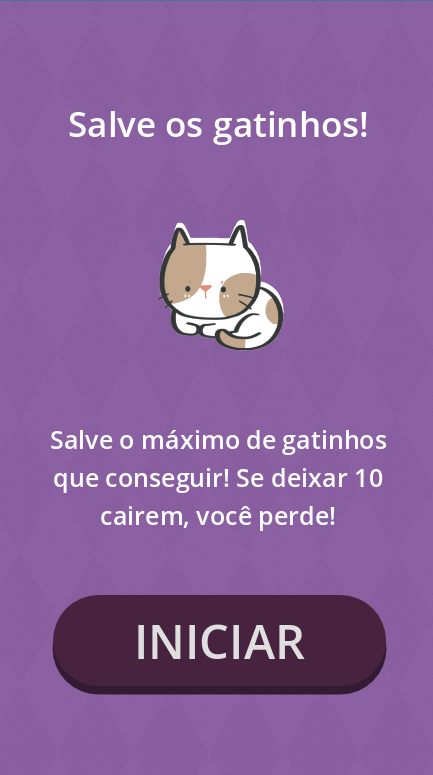 Salve os gatinhos!
Salve o máximo de gatinhos
que conseguir! Se deixar 10
cairem, você perde!
INICIAR